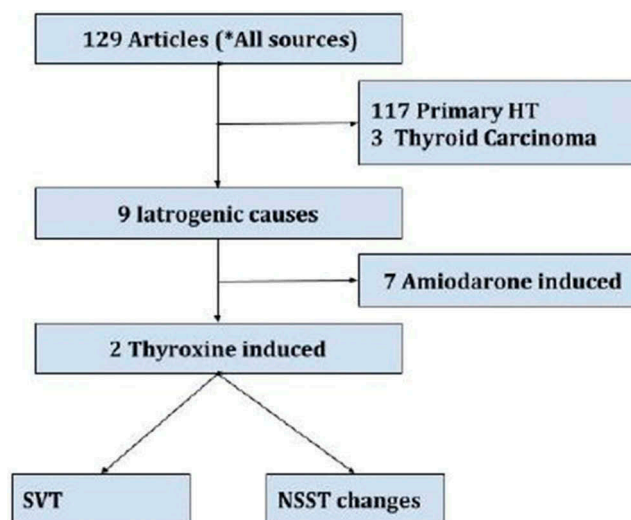 129 Articles (*All sources)
117 Primary HT
3 Thyroid Carcinoma
9 Iatrogenic causes
7 Amiodarone induced
2 Thyroxine induced
SVT
NSST changes